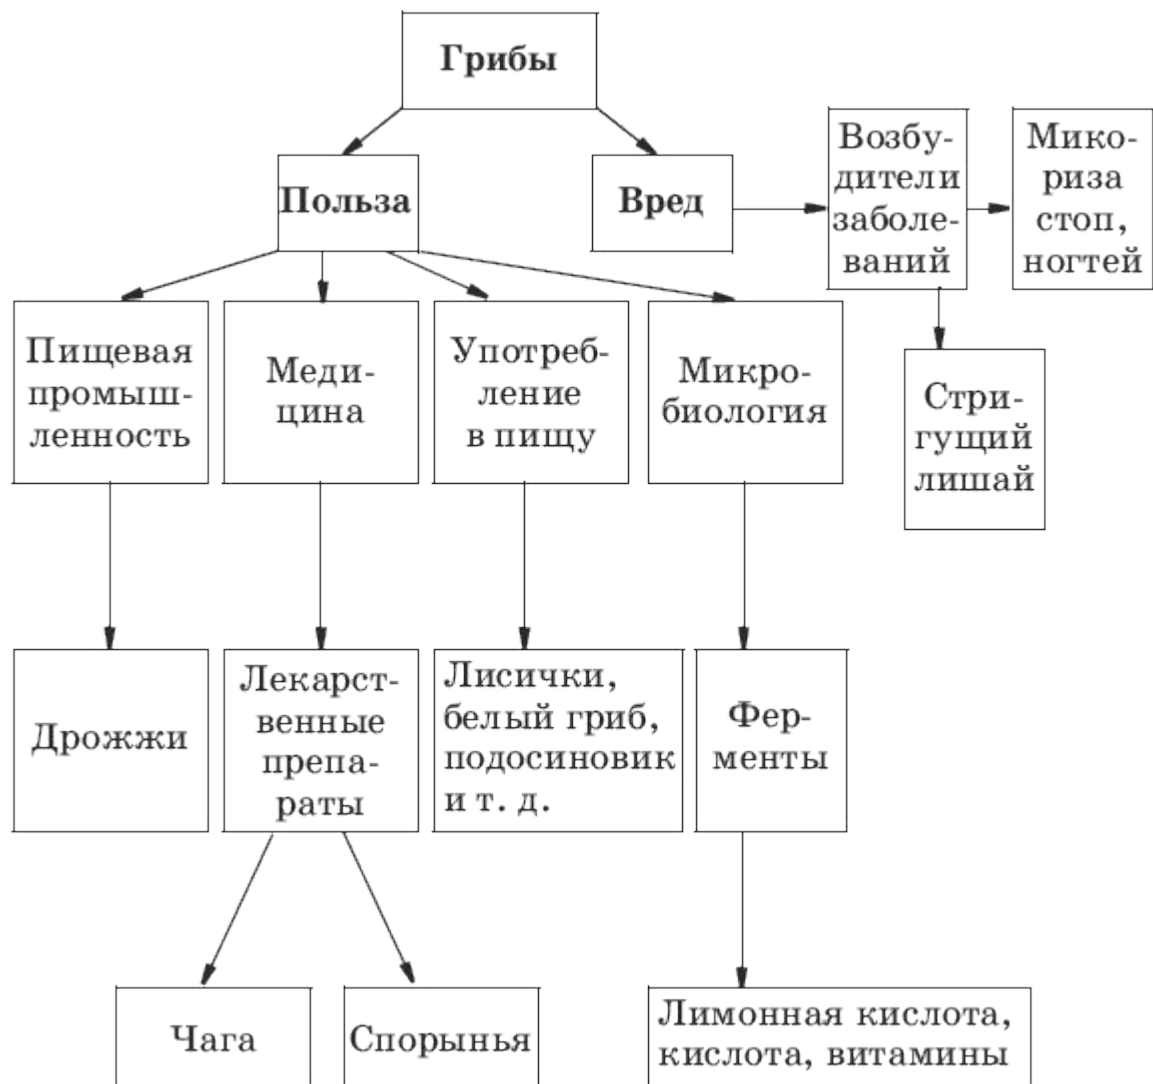 Грибы
Польза
Вред
Возбу-
дители
заболе-
ваний
Мико-
риза
стоп,
ногтей
Стри-
гущий
лишай
Пищевая
промыш-
ленность
Меди-
цина
Употреб-
ление
в пищу
Микро-
биология
Дрожжи
Лекарст-
венные
препа-
раты
Лисички,
белый гриб,
подосиновик
и т. д.
Фер-
менты
Чага
Спорынья
Лимонная кислота,
кислота, витамины